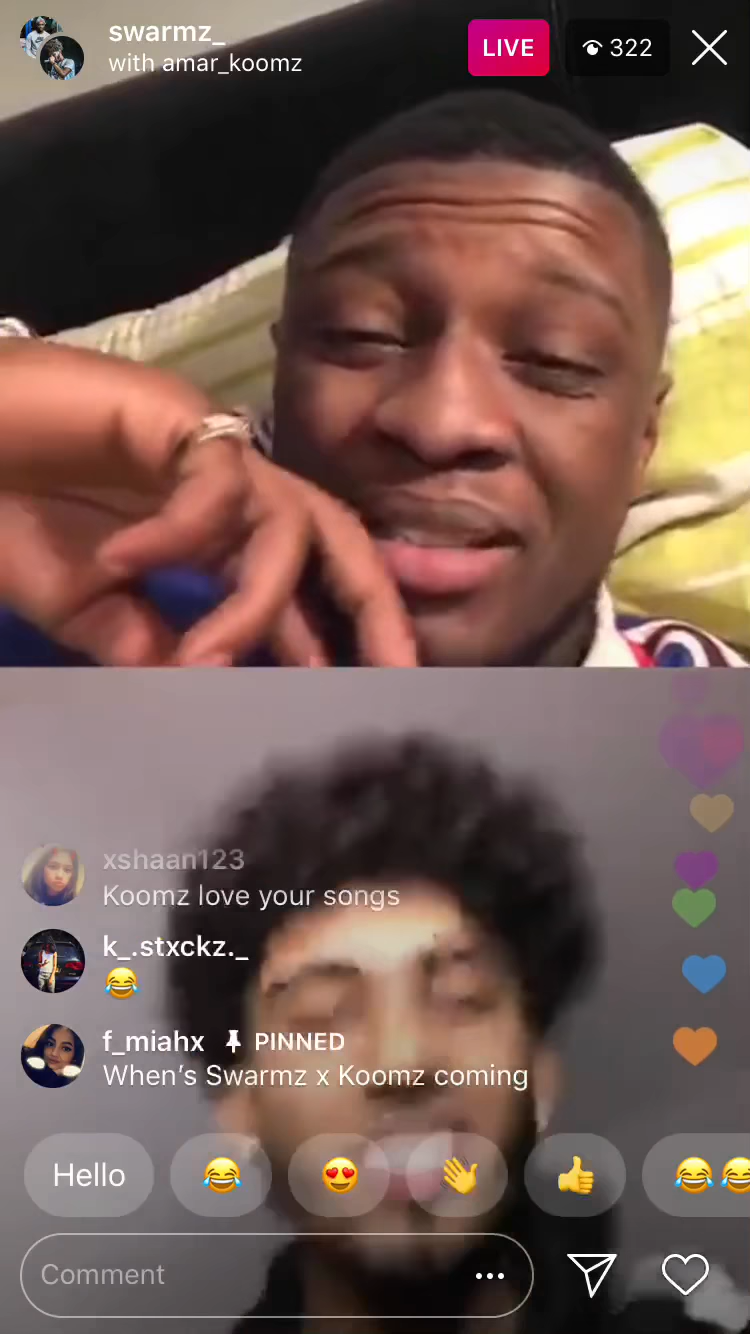 swarmz_
with amar_koomz
LIVE
322
xshaan123
Koomz love your songs
k_.stxckz._
😂
f_miahx PINNED
When's Swarmz x Koomz coming
Hello 😂 😍 👋 👍 😂😂
Comment